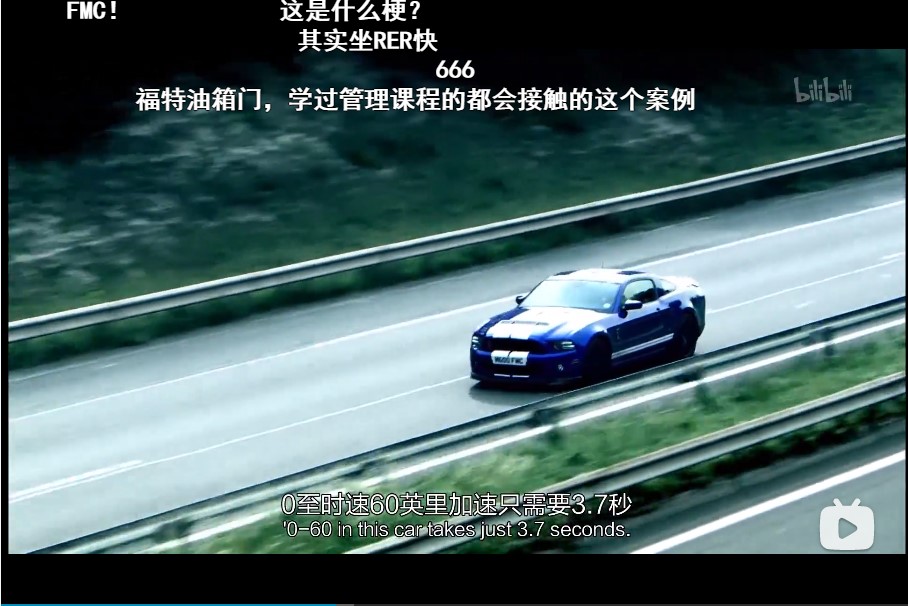 FMC!
这是什么梗？
其实坐RER快
666
福特油箱门，学过管理课程的都会接触的这个案例
bilibili
0至时速60英里加速只需要3.7秒
'0-60 in this car takes just 3.7 seconds.